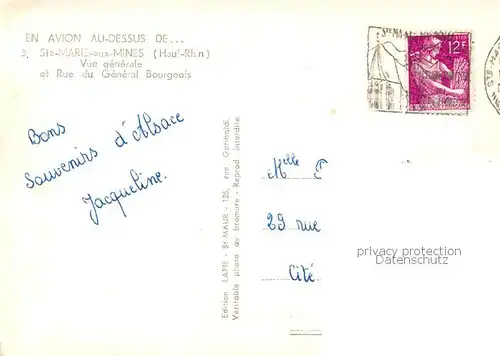 EN AVION AU-DESSUS DE...
3. Ste-MARIE-aux-MINES (Haut-Rhin)
Vue générale
et Rue du Général Bourgeois
Bons
Souvenirs d'Alsace
Jacqueline.
Edition LAPIE - St-MAUR - 126, rue Garibaldi.
Véritable photo au bromure - Reprod. interdite.
12F
Melle
29 rue
Cité
privacy protection
Datenschutz